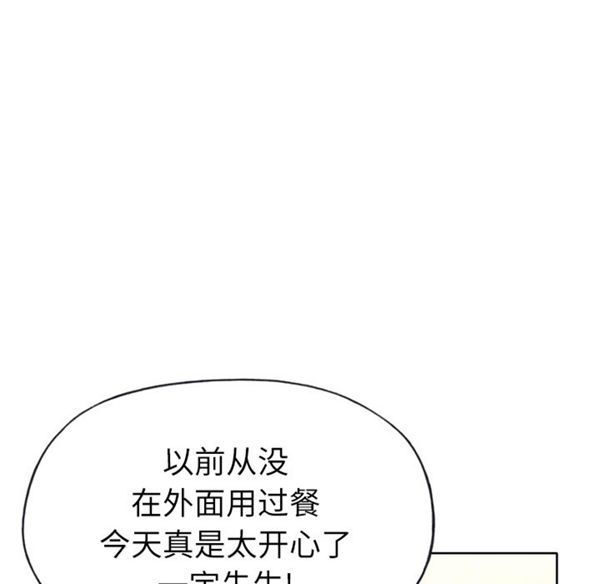 以前从没
在外面用过餐
今天真是太开心了